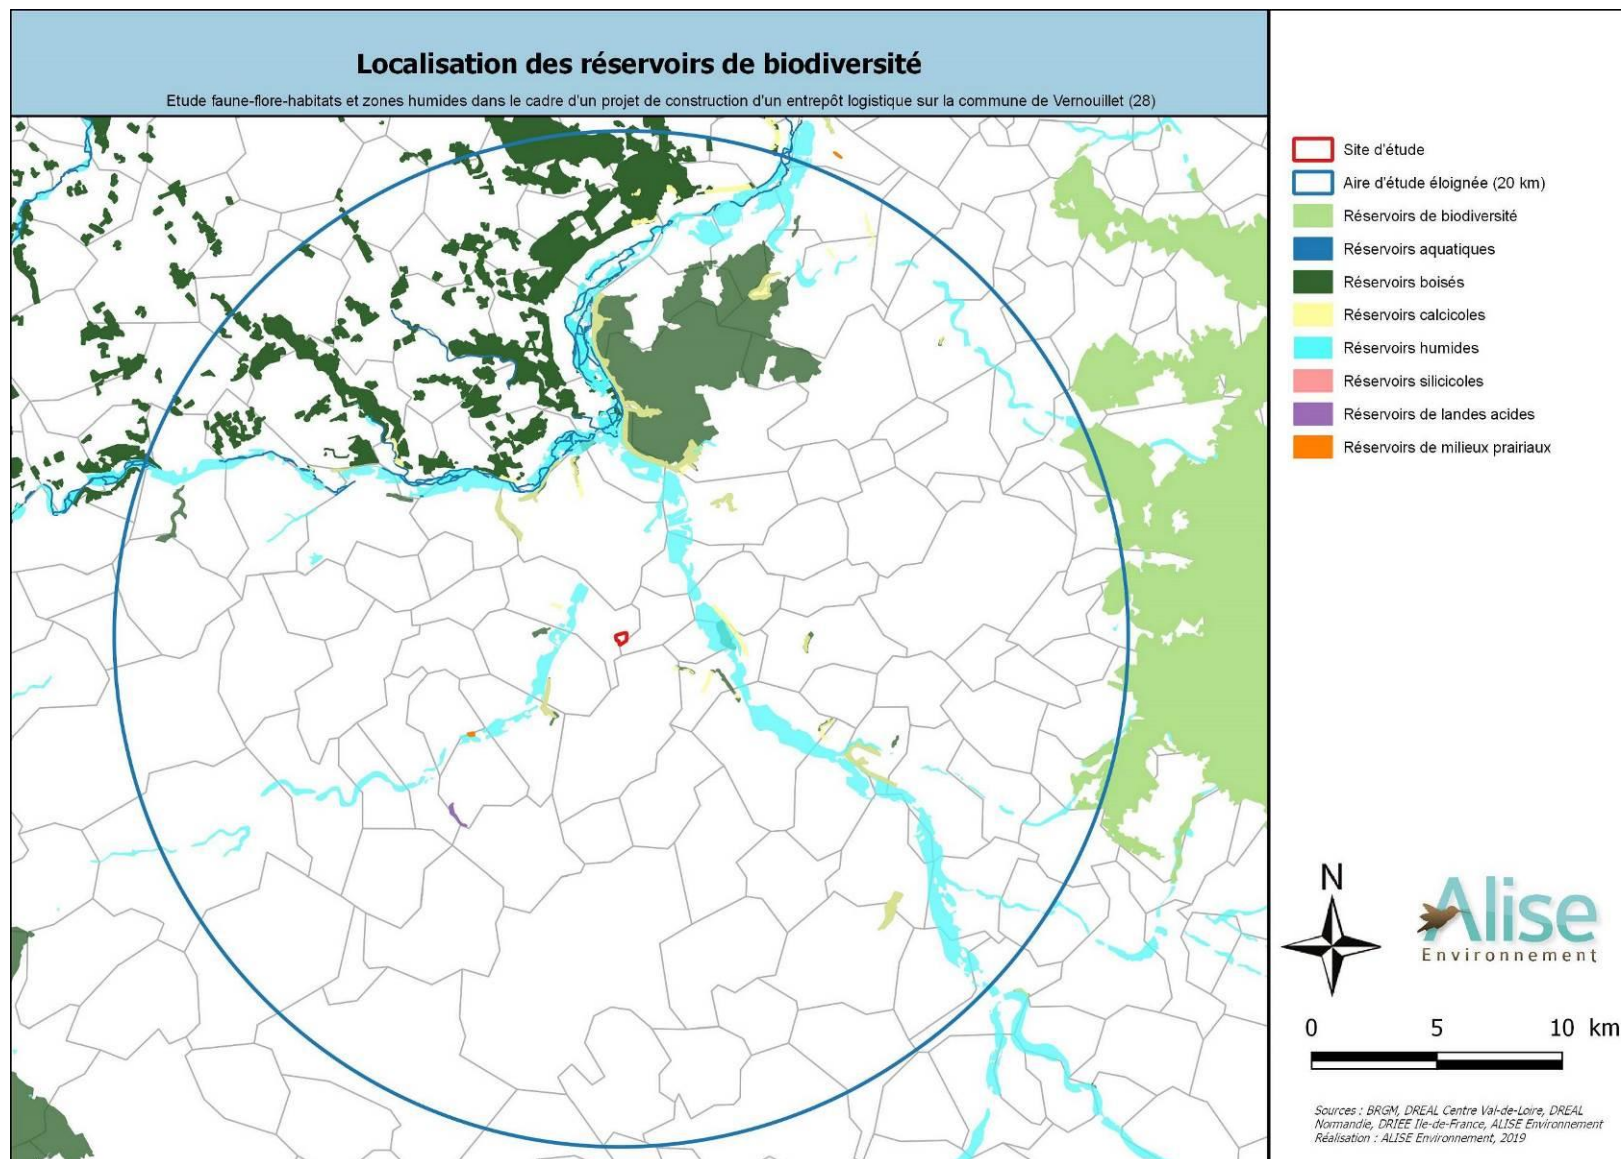 Localisation des réservoirs de biodiversité
Etude faune-flore-habitats et zones humides dans le cadre d'un projet de construction d'un entrepôt logistique sur la commune de Vernouillet (28)
Site d'étude
Aire d'étude éloignée (20 km)
Réservoirs de biodiversité
Réservoirs aquatiques
Réservoirs boisés
Réservoirs calcicoles
Réservoirs humides
Réservoirs silicicoles
Réservoirs de landes acides
Réservoirs de milieux prairiaux
N
Alise
Environnement
0 5 10 km
Sources : BRGM, DREAL Centre Val-de-Loire, DREAL
Normandie, DRIEE Ile-de-France, ALISE Environnement
Réalisation : ALISE Environnement, 2019